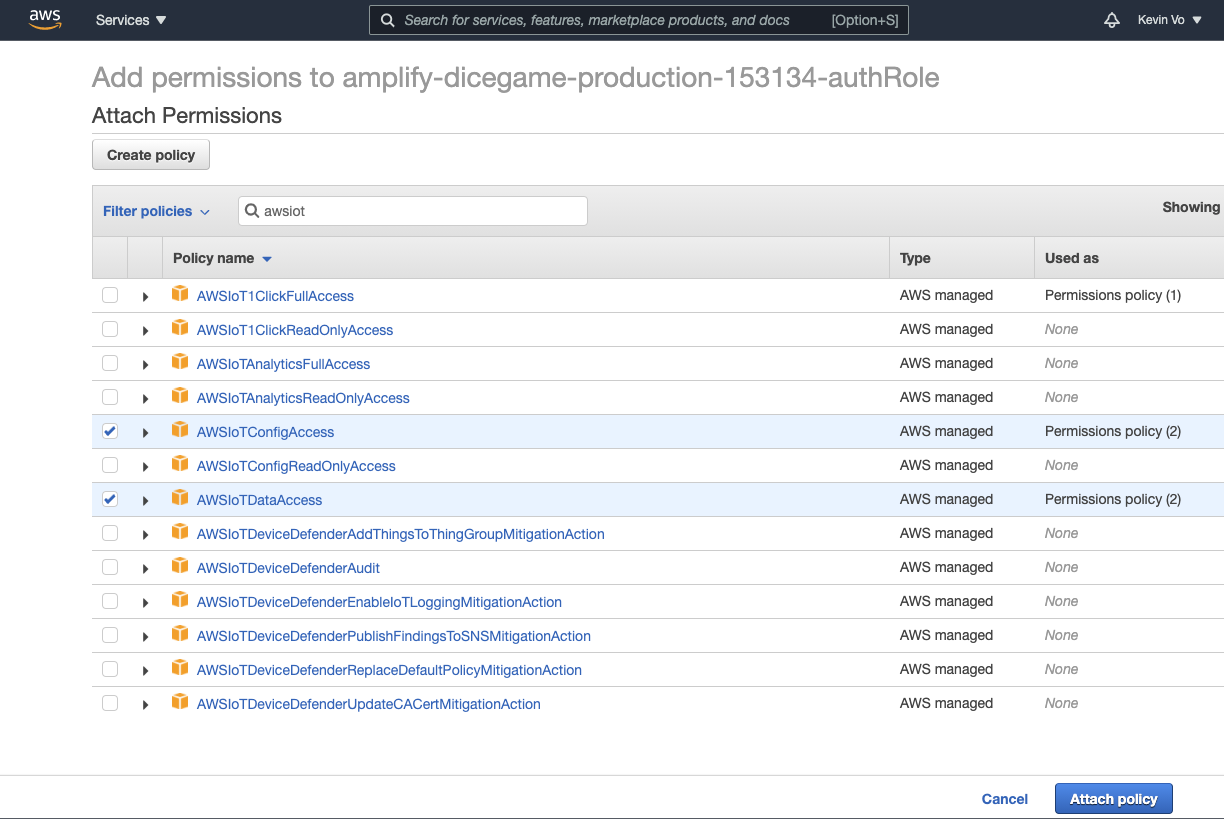 aws Services Search for services, features, marketplace products, and docs [Option+S] Kevin Vo
Add permissions to amplify-dicegame-production-153134-authRole
Attach Permissions
Create policy
Filter policies awsiot Showing
Policy name Type Used as
AWSIoT1ClickFullAccess AWS managed Permissions policy (1)
AWSIoT1ClickReadOnlyAccess AWS managed None
AWSIoTAnalyticsFullAccess AWS managed None
AWSIoTAnalyticsReadOnlyAccess AWS managed None
AWSIoTConfigAccess AWS managed Permissions policy (2)
AWSIoTConfigReadOnlyAccess AWS managed None
AWSIoTDataAccess AWS managed Permissions policy (2)
AWSIoTDeviceDefenderAddThingsToThingGroupMitigationAction AWS managed None
AWSIoTDeviceDefenderAudit AWS managed None
AWSIoTDeviceDefenderEnableIoTLoggingMitigationAction AWS managed None
AWSIoTDeviceDefenderPublishFindingsToSNSMitigationAction AWS managed None
AWSIoTDeviceDefenderReplaceDefaultPolicyMitigationAction AWS managed None
AWSIoTDeviceDefenderUpdateCACertMitigationAction AWS managed None
Cancel Attach policy